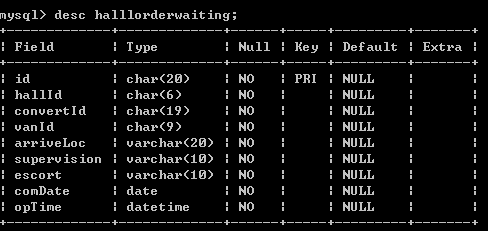 mysql> desc halllorderwaiting;
+-------------+-------------+------+-----+---------+-------+
| Field       | Type        | Null | Key | Default | Extra |
+-------------+-------------+------+-----+---------+-------+
| id          | char(20)    | NO   | PRI | NULL    |       |
| hallId      | char(6)     | NO   |     | NULL    |       |
| convertId   | char(19)    | NO   |     | NULL    |       |
| vanId       | char(9)     | NO   |     | NULL    |       |
| arriveLoc   | varchar(20) | NO   |     | NULL    |       |
| supervision | varchar(10) | NO   |     | NULL    |       |
| escort      | varchar(10) | NO   |     | NULL    |       |
| comDate     | date        | NO   |     | NULL    |       |
| opTime      | datetime    | NO   |     | NULL    |       |
+-------------+-------------+------+-----+---------+-------+